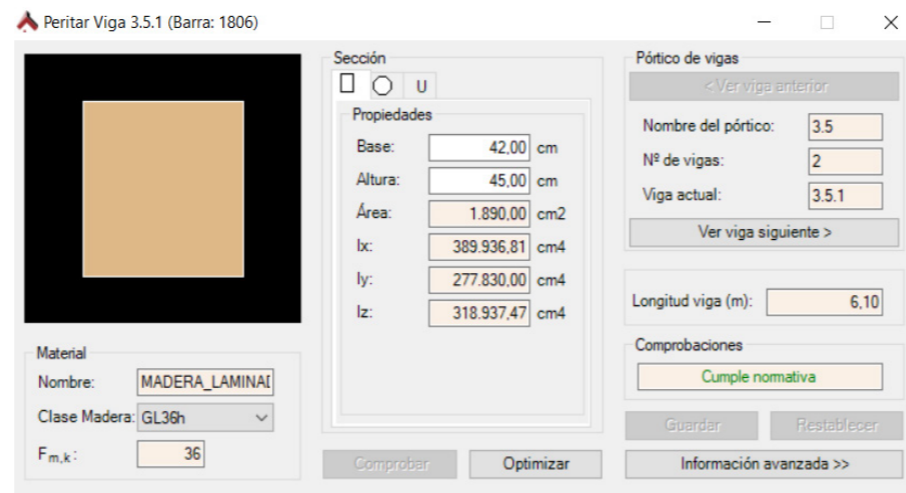 Peritar Viga 3.5.1 (Barra: 1806)
Sección
U
Propiedades
Base: 42,00 cm
Altura: 45,00 cm
Área: 1.890,00 cm2
Ix: 389.936,81 cm4
Iy: 277.830,00 cm4
Iz: 318.937,47 cm4
Material
Nombre: MADERA_LAMINAD
Clase Madera: GL36h
Fm,k: 36
Comprobar Optimizar
Pórtico de vigas
< Ver viga anterior
Nombre del pórtico: 3.5
Nº de vigas: 2
Viga actual: 3.5.1
Ver viga siguiente >
Longitud viga (m): 6,10
Comprobaciones
Cumple normativa
Guardar Restablecer
Información avanzada >>